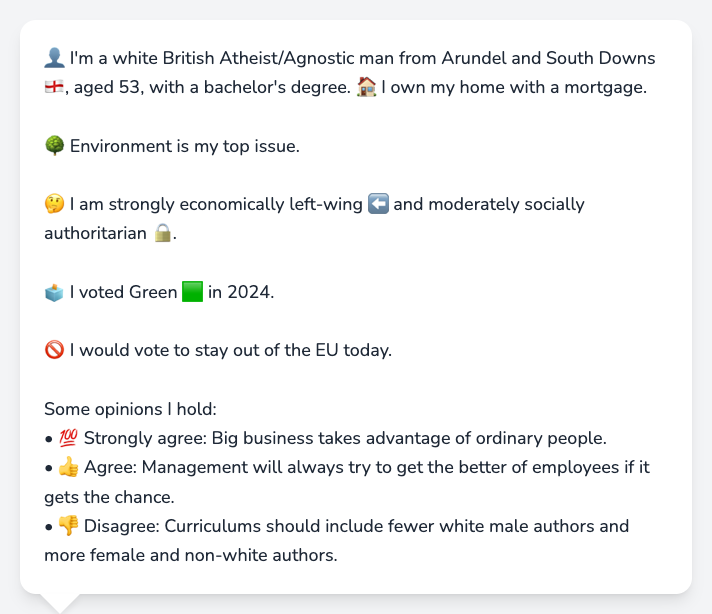 👤 I'm a white British Atheist/Agnostic man from Arundel and South Downs
🏴󠁧󠁢󠁥󠁮󠁧󠁿, aged 53, with a bachelor's degree. 🏠 I own my home with a mortgage.
🌳 Environment is my top issue.
🤔 I am strongly economically left-wing ⬅️ and moderately socially
authoritarian 🔒.
🗳️ I voted Green 🟩 in 2024.
🚫 I would vote to stay out of the EU today.
Some opinions I hold:
• 💯 Strongly agree: Big business takes advantage of ordinary people.
• 👍 Agree: Management will always try to get the better of employees if it
gets the chance.
• 👎 Disagree: Curriculums should include fewer white male authors and
more female and non-white authors.